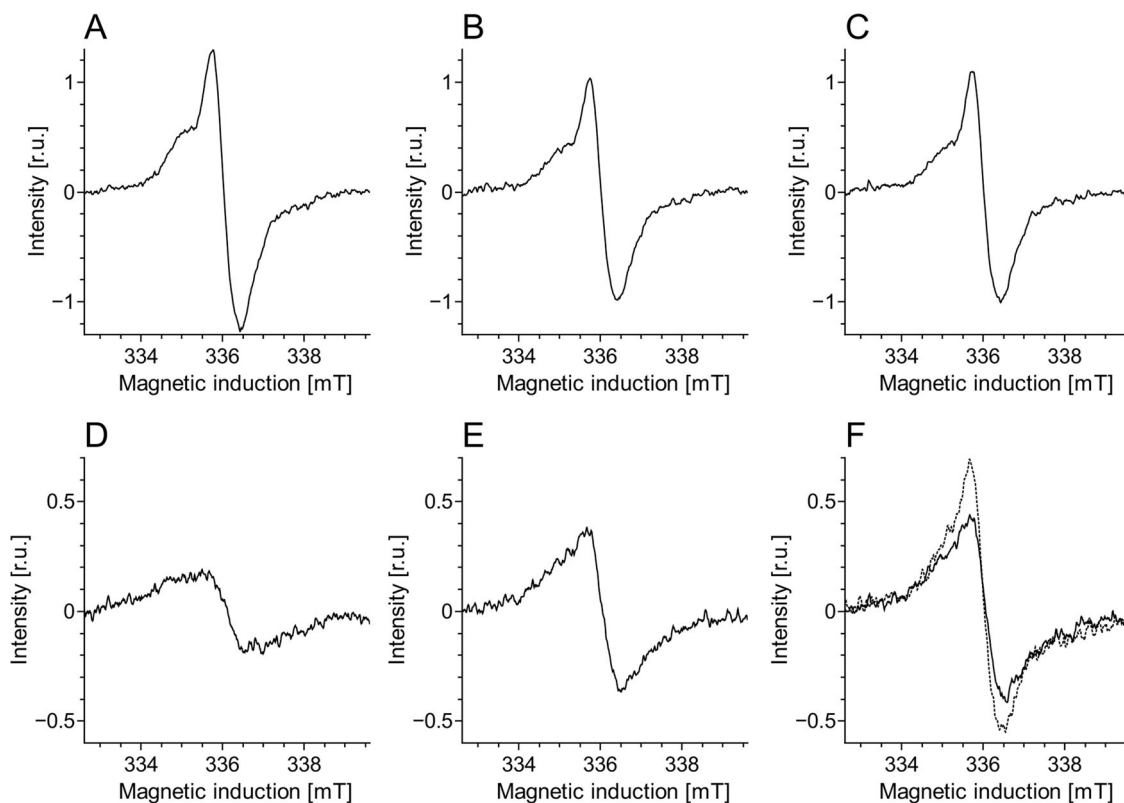 A B C
1
0
−1
Intensity [r.u.]
334 336 338
Magnetic induction [mT]
1
0
−1
Intensity [r.u.]
334 336 338
Magnetic induction [mT]
1
0
−1
Intensity [r.u.]
334 336 338
Magnetic induction [mT]
D E F
0.5
0
−0.5
Intensity [r.u.]
334 336 338
Magnetic induction [mT]
0.5
0
−0.5
Intensity [r.u.]
334 336 338
Magnetic induction [mT]
0.5
0
−0.5
Intensity [r.u.]
334 336 338
Magnetic induction [mT]